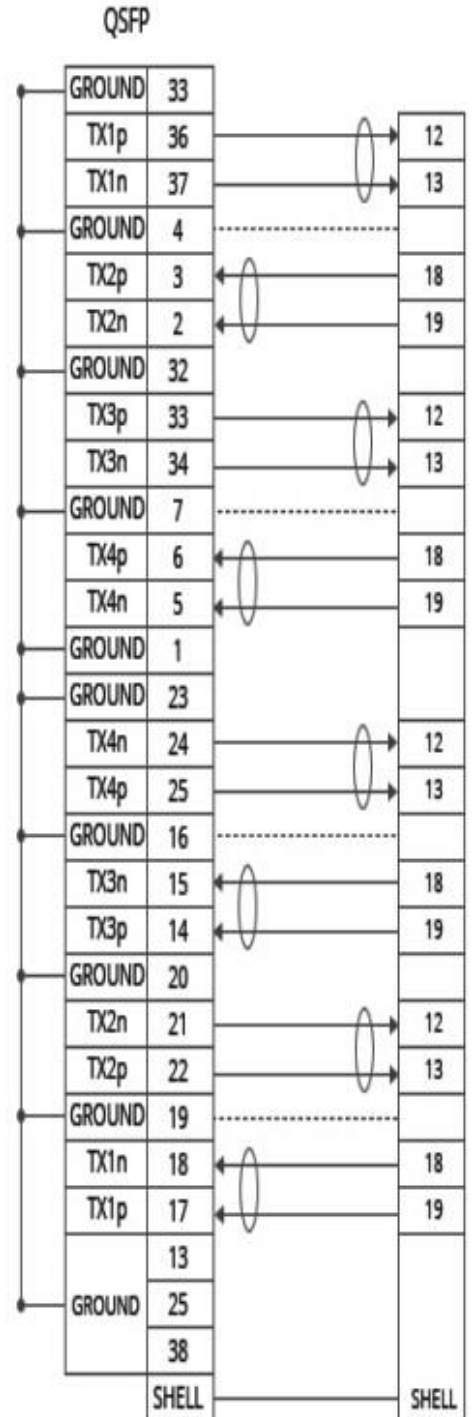 QSFP
GROUND 33
TX1p 36 12
TX1n 37 13
GROUND 4
TX2p 3 18
TX2n 2 19
GROUND 32
TX3p 33 12
TX3n 34 13
GROUND 7
TX4p 6 18
TX4n 5 19
GROUND 1
GROUND 23
TX4n 24 12
TX4p 25 13
GROUND 16
TX3n 15 18
TX3p 14 19
GROUND 20
TX2n 21 12
TX2p 22 13
GROUND 19
TX1n 18 18
TX1p 17 19
13
GROUND 25
38
SHELL SHELL